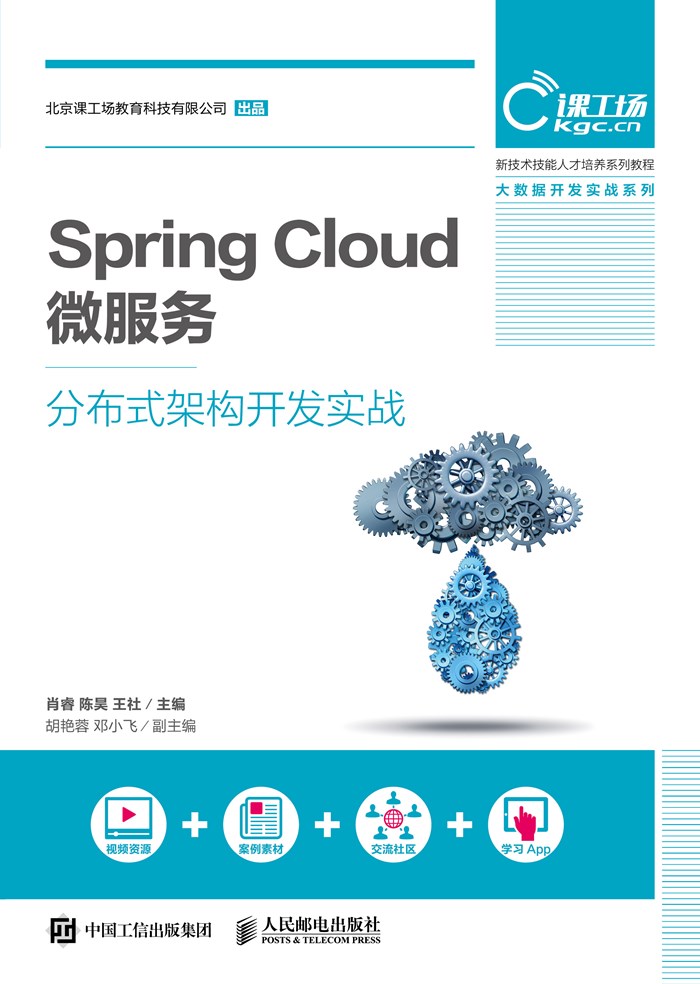 北京课工场教育科技有限公司 出品
课工场
kgc.cn
新技术技能人才培养系列教程
大数据开发实战系列
Spring Cloud
微服务
分布式架构开发实战
肖睿 陈昊 王社 / 主编
胡艳蓉 邓小飞 / 副主编
视频资源 + 案例素材 + 交流社区 + 学习 App
中国工信出版集团 人民邮电出版社
POSTS & TELECOM PRESS